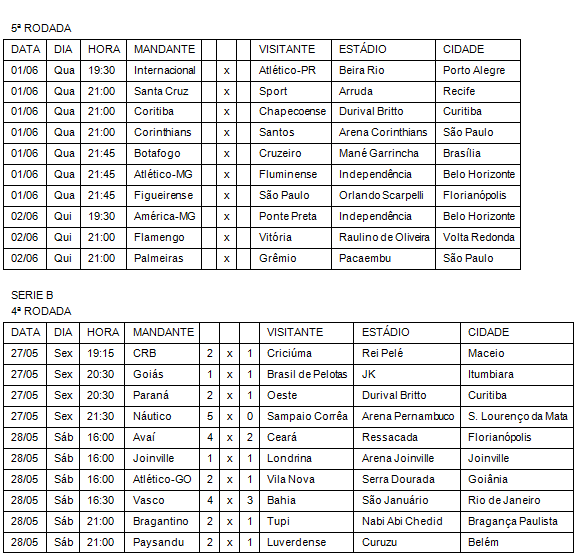 5ª RODADA
DATA DIA HORA MANDANTE VISITANTE ESTÁDIO CIDADE
01/06 Qua 19:30 Internacional x Atlético-PR Beira Rio Porto Alegre
01/06 Qua 21:00 Santa Cruz x Sport Arruda Recife
01/06 Qua 21:00 Coritiba x Chapecoense Durival Britto Curitiba
01/06 Qua 21:00 Corinthians x Santos Arena Corinthians São Paulo
01/06 Qua 21:45 Botafogo x Cruzeiro Mané Garrincha Brasília
01/06 Qua 21:45 Atlético-MG x Fluminense Independência Belo Horizonte
01/06 Qua 21:45 Figueirense x São Paulo Orlando Scarpelli Florianópolis
02/06 Qui 19:30 América-MG x Ponte Preta Independência Belo Horizonte
02/06 Qui 21:00 Flamengo x Vitória Raulino de Oliveira Volta Redonda
02/06 Qui 21:00 Palmeiras x Grêmio Pacaembu São Paulo
SERIE B
4ª RODADA
DATA DIA HORA MANDANTE x VISITANTE ESTÁDIO CIDADE
27/05 Sex 19:15 CRB 2 x 1 Criciúma Rei Pelé Maceio
27/05 Sex 20:30 Goiás 1 x 1 Brasil de Pelotas JK Itumbiara
27/05 Sex 20:30 Paraná 2 x 1 Oeste Durival Britto Curitiba
27/05 Sex 21:30 Náutico 5 x 0 Sampaio Corrêa Arena Pernambuco S. Lourenço da Mata
28/05 Sáb 16:00 Avaí 4 x 2 Ceará Ressacada Florianópolis
28/05 Sáb 16:00 Joinville 1 x 1 Londrina Arena Joinville Joinville
28/05 Sáb 16:00 Atlético-GO 2 x 1 Vila Nova Serra Dourada Goiânia
28/05 Sáb 16:30 Vasco 4 x 3 Bahia São Januário Rio de Janeiro
28/05 Sáb 21:00 Bragantino 2 x 1 Tupi Nabi Abi Chedid Bragança Paulista
28/05 Sáb 21:00 Paysandu 2 x 1 Luverdense Curuzu Belém